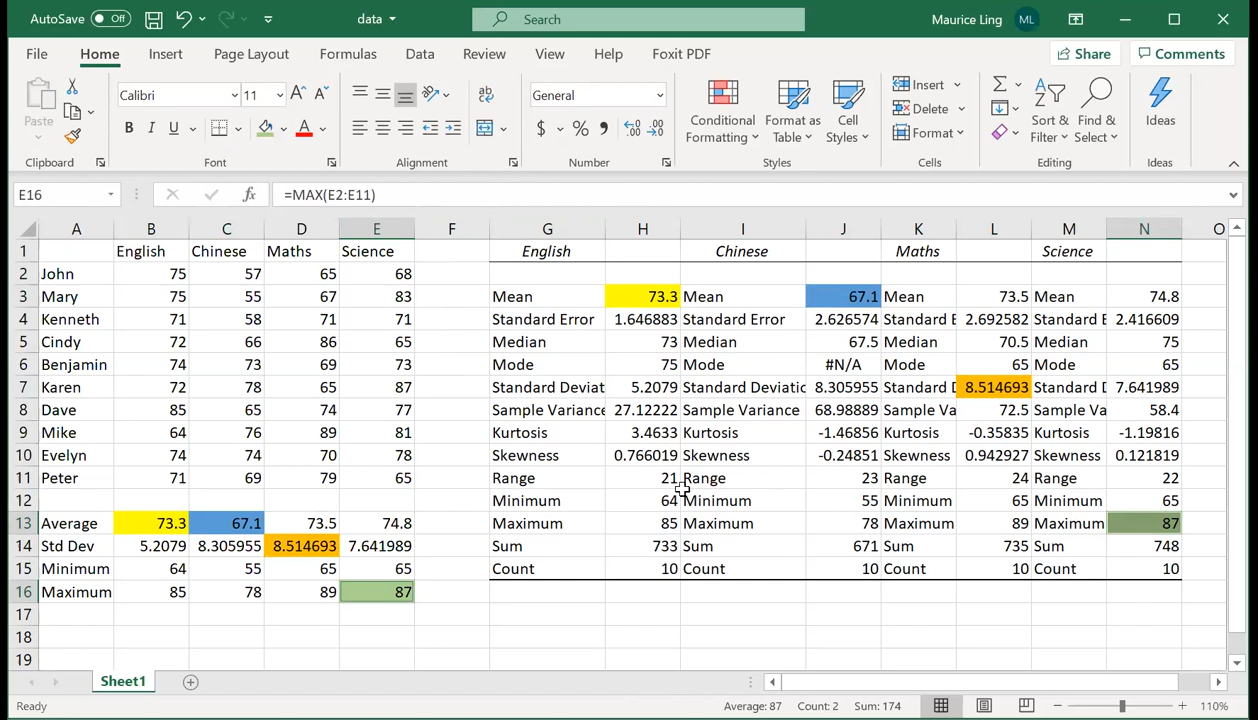 AutoSave Off data Search Maurice Ling ML
File Home Insert Page Layout Formulas Data Review View Help Foxit PDF Share Comments
Paste Calibri 11 General Conditional Formatting Format as Table Cell Styles Insert Delete Format Sort & Filter Find & Select Ideas
B I U A $ % 9
Clipboard Font Alignment Number Styles Cells Editing Ideas
E16 fx =MAX(E2:E11)
A B C D E F G H I J K L M N O
1 English Chinese Maths Science English Chinese Maths Science
2 John 75 57 65 68
3 Mary 75 55 67 83 Mean 73.3 Mean 67.1 Mean 73.5 Mean 74.8
4 Kenneth 71 58 71 71 Standard Error 1.646883 Standard Error 2.626574 Standard E 2.692582 Standard E 2.416609
5 Cindy 72 66 86 65 Median 73 Median 67.5 Median 70.5 Median 75
6 Benjamin 74 73 69 73 Mode 75 Mode #N/A Mode 65 Mode 65
7 Karen 72 78 65 87 Standard Deviat 5.2079 Standard Deviatic 8.305955 Standard D 8.514693 Standard D 7.641989
8 Dave 85 65 74 77 Sample Variance 27.12222 Sample Variance 68.98889 Sample Va 72.5 Sample Va 58.4
9 Mike 64 76 89 81 Kurtosis 3.4633 Kurtosis -1.46856 Kurtosis -0.35835 Kurtosis -1.19816
10 Evelyn 74 74 70 78 Skewness 0.766019 Skewness -0.24851 Skewness 0.942927 Skewness 0.121819
11 Peter 71 69 79 65 Range 21 Range 23 Range 24 Range 22
12 Minimum 64 Minimum 55 Minimum 65 Minimum 65
13 Average 73.3 67.1 73.5 74.8 Maximum 85 Maximum 78 Maximum 89 Maximum 87
14 Std Dev 5.2079 8.305955 8.514693 7.641989 Sum 733 Sum 671 Sum 735 Sum 748
15 Minimum 64 55 65 65 Count 10 Count 10 Count 10 Count 10
16 Maximum 85 78 89 87
17
18
19
Sheet1
Ready Average: 87 Count: 2 Sum: 174 110%